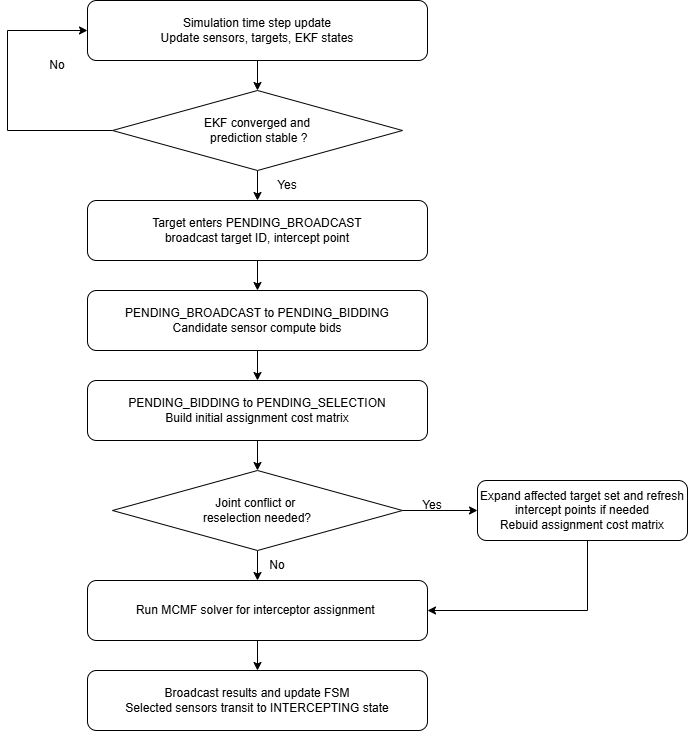 Simulation time step update
Update sensors, targets, EKF states
No
EKF converged and
prediction stable ?
Yes
Target enters PENDING_BROADCAST
broadcast target ID, intercept point
PENDING_BROADCAST to PENDING_BIDDING
Candidate sensor compute bids
PENDING_BIDDING to PENDING_SELECTION
Build initial assignment cost matrix
Joint conflict or
reselection needed?
Yes
Expand affected target set and refresh
intercept points if needed
Rebuid assignment cost matrix
No
Run MCMF solver for interceptor assignment
Broadcast results and update FSM
Selected sensors transit to INTERCEPTING state